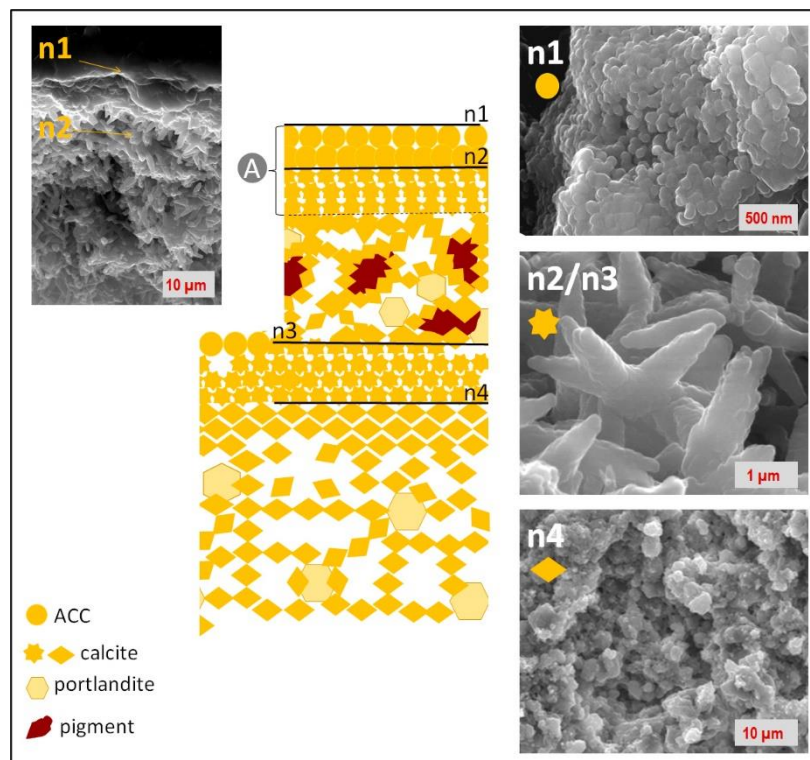 n1
n2
10 µm
n1
A
n2
n3
n4
n1
500 nm
n2/n3
1 µm
n4
10 µm
ACC
calcite
portlandite
pigment